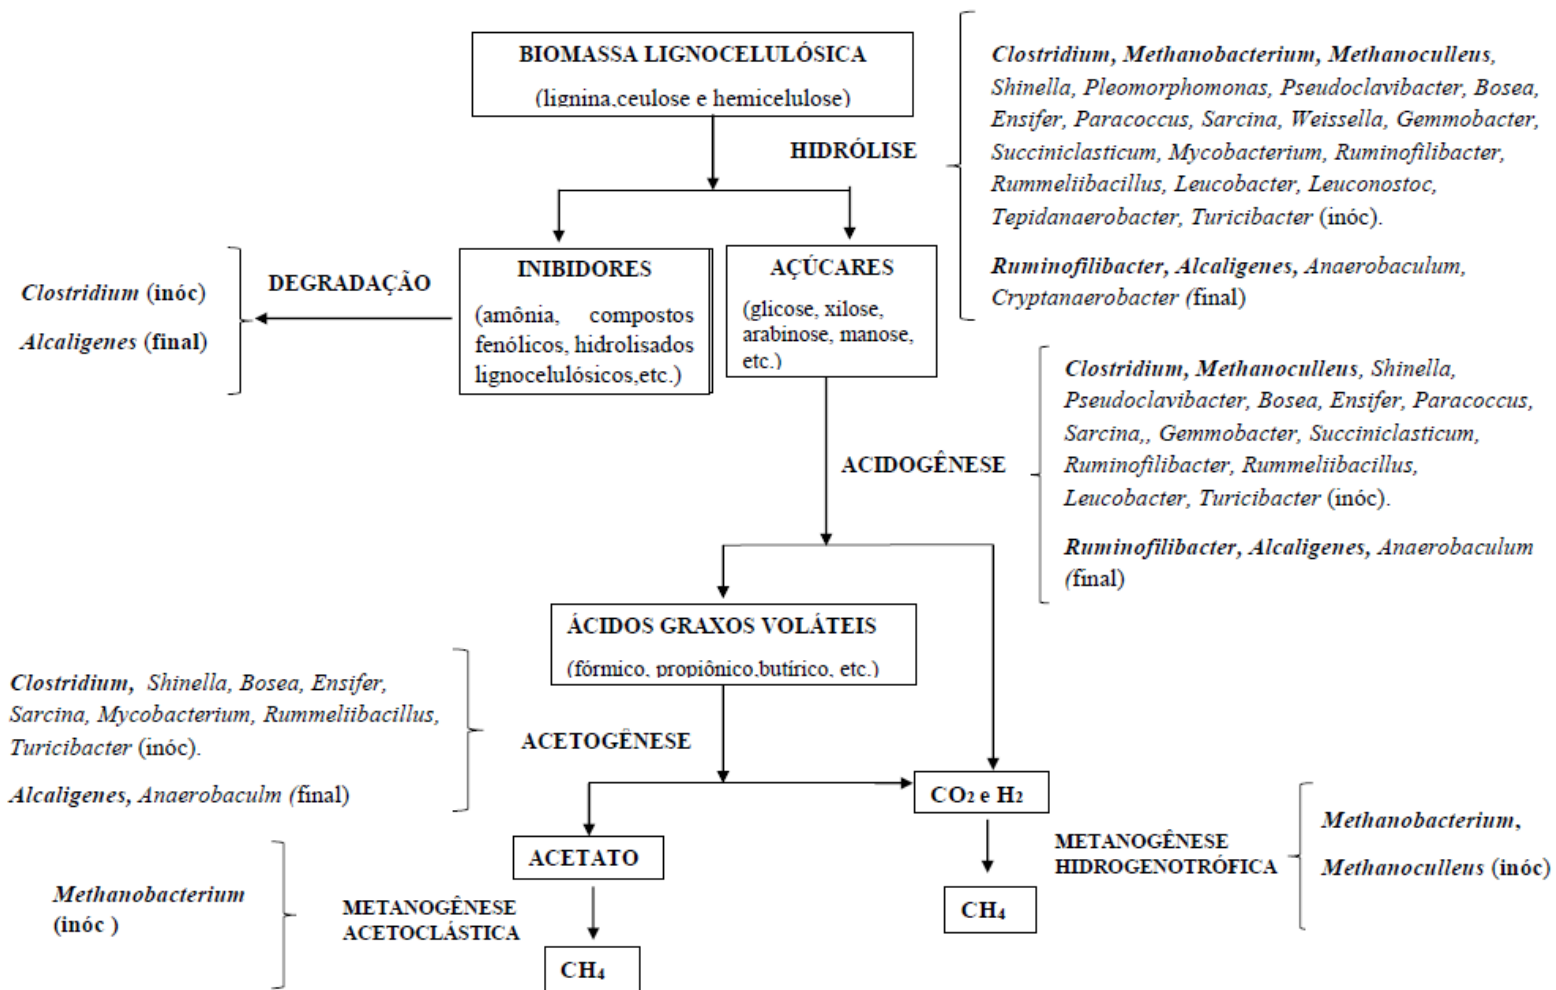 BIOMASSA LIGNOCELULÓSICA
(lignina,ceulose e hemicelulose)
HIDRÓLISE
Clostridium, Methanobacterium, Methanoculleus,
Shinella, Pleomorphomonas, Pseudoclavibacter, Bosea,
Ensifer, Paracoccus, Sarcina, Weissella, Gemmobacter,
Succiniclasticum, Mycobacterium, Ruminofilibacter,
Rummeliibacillus, Leucobacter, Leuconostoc,
Tepidanaerobacter, Turicibacter (inóc).
Ruminofilibacter, Alcaligenes, Anaerobaculum,
Cryptanaerobacter (final)
Clostridium (inóc)
Alcaligenes (final)
DEGRADAÇÃO
INIBIDORES
(amônia, compostos
fenólicos, hidrolisados
lignocelulósicos,etc.)
AÇÚCARES
(glicose, xilose,
arabinose, manose,
etc.)
ACIDOGÊNESE
Clostridium, Methanoculleus, Shinella,
Pseudoclavibacter, Bosea, Ensifer, Paracoccus,
Sarcina,, Gemmobacter, Succiniclasticum,
Ruminofilibacter, Rummeliibacillus,
Leucobacter, Turicibacter (inóc).
Ruminofilibacter, Alcaligenes, Anaerobaculum
(final)
ÁCIDOS GRAXOS VOLÁTEIS
(fórmico, propiônico,butírico, etc.)
Clostridium, Shinella, Bosea, Ensifer,
Sarcina, Mycobacterium, Rummeliibacillus,
Turicibacter (inóc).
Alcaligenes, Anaerobaculm (final)
ACETOGÊNESE
CO2 e H2
ACETATO
METANOGÊNESE
HIDROGENOTRÓFICA
Methanobacterium,
Methanoculleus (inóc)
CH4
Methanobacterium
(inóc )
METANOGÊNESE
ACETOCLÁSTICA
CH4